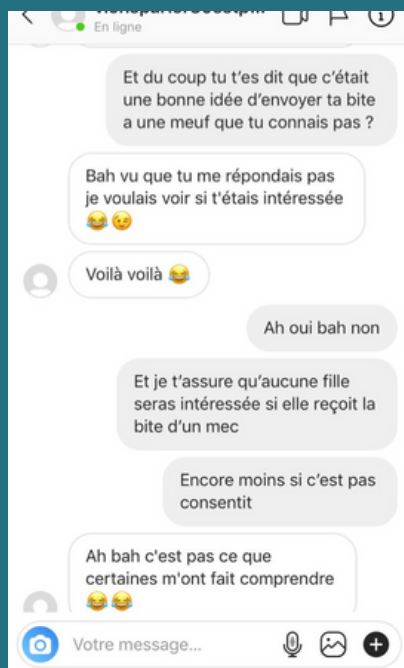 En ligne
Et du coup tu t'es dit que c'était
une bonne idée d'envoyer ta bite
a une meuf que tu connais pas ?
Bah vu que tu me répondais pas
je voulais voir si t'étais intéressée
😂😉
Voilà voilà 😂
Ah oui bah non
Et je t'assure qu'aucune fille
seras intéressée si elle reçoit la
bite d'un mec
Encore moins si c'est pas
consentit
Ah bah c'est pas ce que
certaines m'ont fait comprendre
😂😂
Votre message...